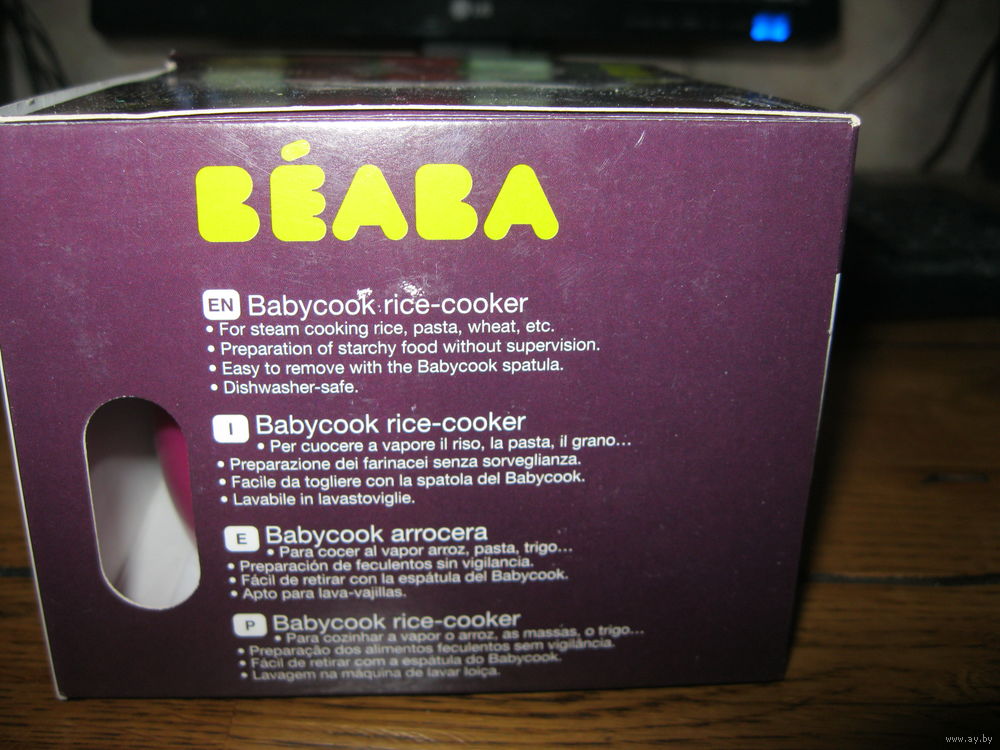 LG
BÉABA
EN Babycook rice-cooker
• For steam cooking rice, pasta, wheat, etc.
• Preparation of starchy food without supervision.
• Easy to remove with the Babycook spatula.
• Dishwasher-safe.
I Babycook rice-cooker
• Per cuocere a vapore il riso, la pasta, il grano...
• Preparazione dei farinacei senza sorveglianza.
• Facile da togliere con la spatola del Babycook.
• Lavabile in lavastoviglie.
E Babycook arrocera
• Para cocer al vapor arroz, pasta, trigo...
• Preparación de feculentos sin vigilancia.
• Fácil de retirar con la espátula del Babycook.
• Apto para lava-vajillas.
P Babycook rice-cooker
• Para cozinhar a vapor o arroz, as massas, o trigo...
• Preparação dos alimentos feculentos sem vigilância.
• Fácil de retirar com a espátula do Babycook.
• Lavagem na máquina de lavar loiça.
www.ay.by